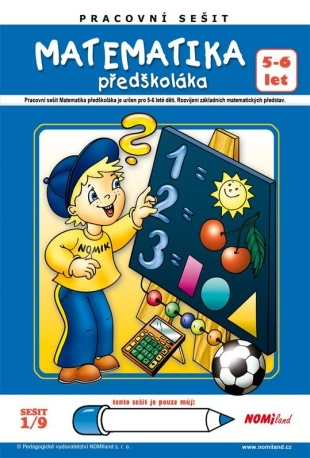 PRACOVNÍ SEŠIT
MATEMATIKA
předškoláka
5-6
let
Pracovní sešit Matematika předškoláka je určen pro 5-6 leté děti. Rozvíjení základních matematických představ.
?
1 =
2 =
3 =
NOMÍK
tento sešit je pouze můj:
SEŠIT
1/9
NOMiland
© Pedagogické vydavatelství NOMIland s. r. o.
www.nomiland.cz